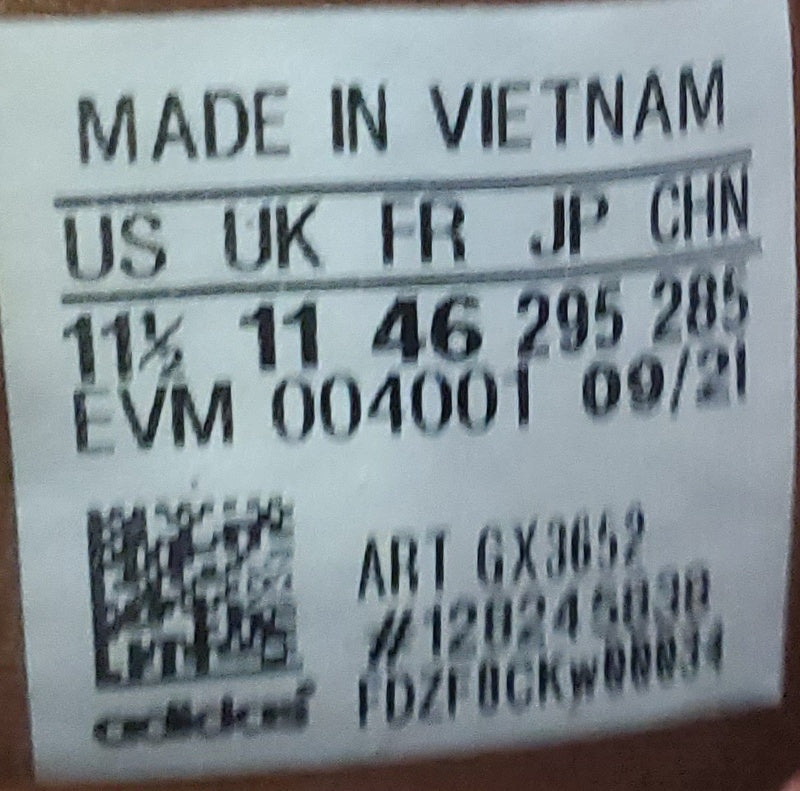 MADE IN VIETNAM
US UK FR JP CHN
11½ 11 46 295 285
EVM 004001 09/21
ART GX3652
adidas